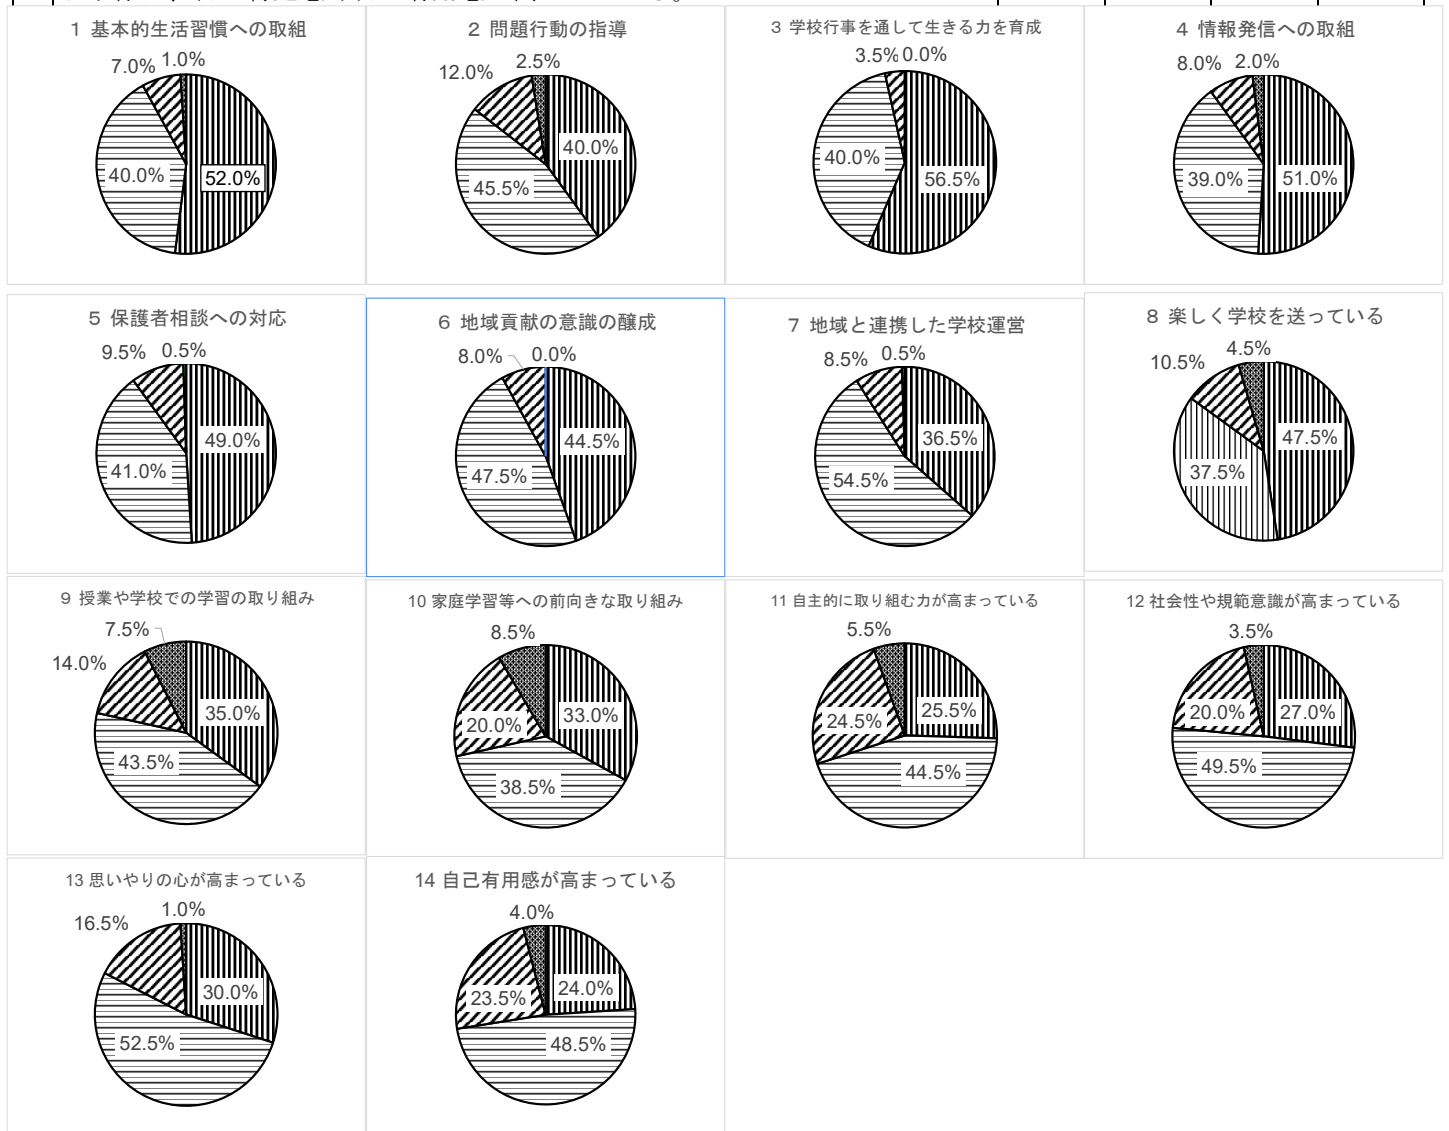 1 基本的生活習慣への取組
7.0% 1.0%
40.0% 52.0%
2 問題行動の指導
12.0% 2.5%
40.0%
45.5%
3 学校行事を通して生きる力を育成
3.5% 0.0%
40.0% 56.5%
4 情報発信への取組
8.0% 2.0%
39.0% 51.0%
5 保護者相談への対応
9.5% 0.5%
49.0%
41.0%
6 地域貢献の意識の醸成
8.0% 0.0%
44.5%
47.5%
7 地域と連携した学校運営
8.5% 0.5%
36.5%
54.5%
8 楽しく学校を送っている
10.5% 4.5%
47.5%
37.5%
9 授業や学校での学習の取り組み
7.5%
14.0%
35.0%
43.5%
10 家庭学習等への前向きな取り組み
8.5%
20.0% 33.0%
38.5%
11 自主的に取り組む力が高まっている
5.5%
24.5% 25.5%
44.5%
12 社会性や規範意識が高まっている
3.5%
20.0% 27.0%
49.5%
13 思いやりの心が高まっている
16.5% 1.0%
30.0%
52.5%
14 自己有用感が高まっている
4.0%
23.5% 24.0%
48.5%